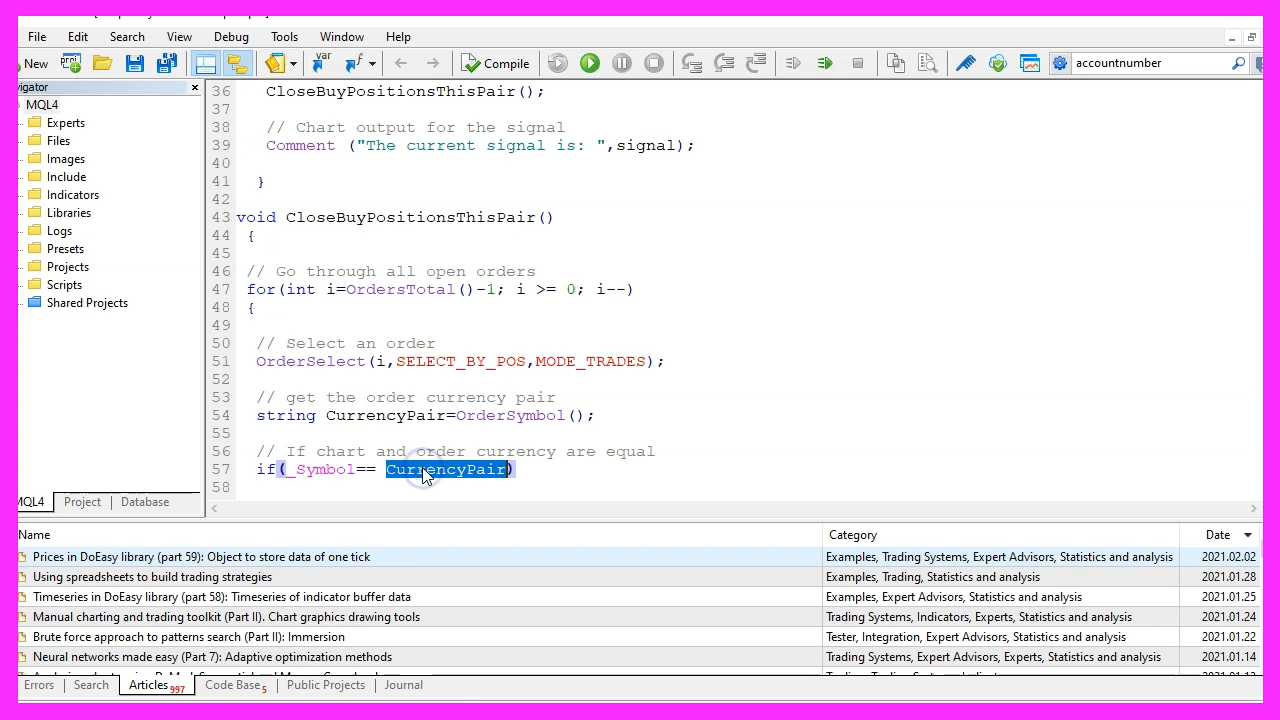 File Edit Search View Debug Tools Window Help
New Compile accountnumber
vigator
MQL4
Experts
Files
Images
Include
Indicators
Libraries
Logs
Presets
Projects
Scripts
Shared Projects
MQL4 Project Database
36 CloseBuyPositionsThisPair();
37
38 // Chart output for the signal
39 Comment ("The current signal is: ",signal);
40
41 }
42
43 void CloseBuyPositionsThisPair()
44 {
45
46 // Go through all open orders
47 for(int i=OrdersTotal()-1; i >= 0; i--)
48 {
49
50 // Select an order
51 OrderSelect(i,SELECT_BY_POS,MODE_TRADES);
52
53 // get the order currency pair
54 string CurrencyPair=OrderSymbol();
55
56 // If chart and order currency are equal
57 if(_Symbol== CurrencyPair)
58
Name Category Date
Prices in DoEasy library (part 59): Object to store data of one tick Examples, Trading Systems, Expert Advisors, Statistics and analysis 2021.02.02
Using spreadsheets to build trading strategies Examples, Trading, Statistics and analysis 2021.01.28
Timeseries in DoEasy library (part 58): Timeseries of indicator buffer data Examples, Expert Advisors, Statistics and analysis 2021.01.25
Manual charting and trading toolkit (Part II). Chart graphics drawing tools Trading Systems, Indicators, Experts, Statistics and analysis 2021.01.24
Brute force approach to patterns search (Part II): Immersion Tester, Integration, Expert Advisors, Statistics and analysis 2021.01.22
Neural networks made easy (Part 7): Adaptive optimization methods Trading Systems, Expert Advisors, Experts, Statistics and analysis 2021.01.14
Errors Search Articles 997 Code Base 5 Public Projects Journal